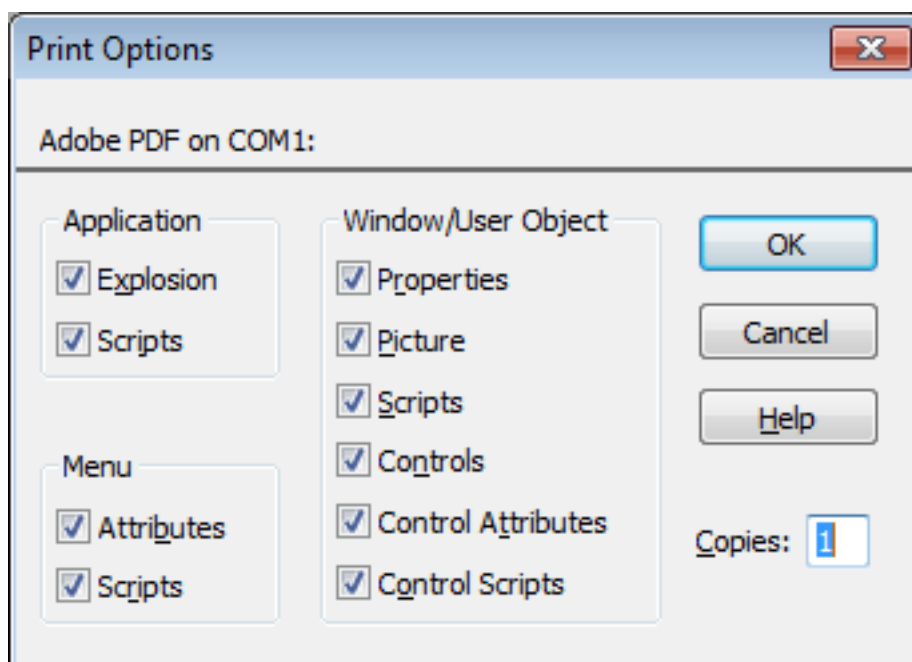 Print Options
Adobe PDF on COM1:
Application
Explosion
Scripts
Menu
Attributes
Scripts
Window/User Object
Properties
Picture
Scripts
Controls
Control Attributes
Control Scripts
OK
Cancel
Help
Copies: 1